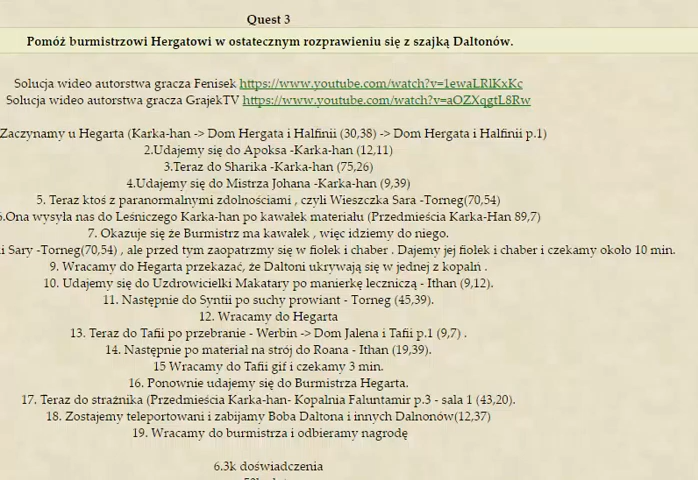 Quest 3
Pomóż burmistrzowi Hergatowi w ostatecznym rozprawieniu się z szajką Daltonów.
Solucja wideo autorstwa gracza Fenisek https://www.youtube.com/watch?v=1ewaLRlKxKc
Solucja wideo autorstwa gracza GrajekTV https://www.youtube.com/watch?v=aOZXqgtL8Rw
Zaczynamy u Hegarta (Karka-han -> Dom Hergata i Halfinii (30,38) -> Dom Hergata i Halfinii p.1)
2.Udajemy się do Apoksa -Karka-han (12,11)
3.Teraz do Sharika -Karka-han (75,26)
4.Udajemy się do Mistrza Johana -Karka-han (9,39)
5. Teraz ktoś z paranormalnymi zdolnościami , czyli Wieszczka Sara -Torneg(70,54)
.Ona wysyła nas do Leśniczego Karka-han po kawałek materiału (Przedmieścia Karka-Han 89,7)
7. Okazuje się że Burmistrz ma kawałek , więc idziemy do niego.
i Sary -Torneg(70,54) , ale przed tym zaopatrzmy się w fiołek i chaber . Dajemy jej fiołek i chaber i czekamy około 10 min.
9. Wracamy do Hegarta przekazać, że Daltoni ukrywają się w jednej z kopalń .
10. Udajemy się do Uzdrowicielki Makatary po manierkę leczniczą - Ithan (9,12).
11. Następnie do Syntii po suchy prowiant - Torneg (45,39).
12. Wracamy do Hegarta
13. Teraz do Tafii po przebranie - Werbin -> Dom Jalena i Tafii p.1 (9,7) .
14. Następnie po materiał na strój do Roana - Ithan (19,39).
15 Wracamy do Tafii gif i czekamy 3 min.
16. Ponownie udajemy się do Burmistrza Hegarta.
17. Teraz do strażnika (Przedmieścia Karka-han- Kopalnia Faluntamir p.3 - sala 1 (43,20).
18. Zostajemy teleportowani i zabijamy Boba Daltona i innych Dalnonów(12,37)
19. Wracamy do burmistrza i odbieramy nagrodę
6.3k doświadczenia